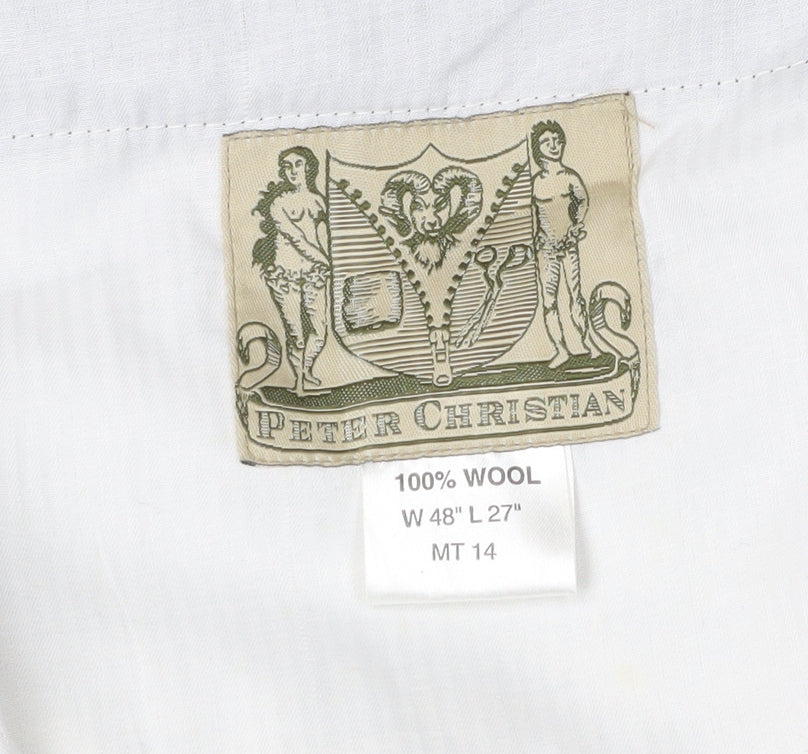 PETER CHRISTIAN
100% WOOL
W 48" L 27"
MT 14